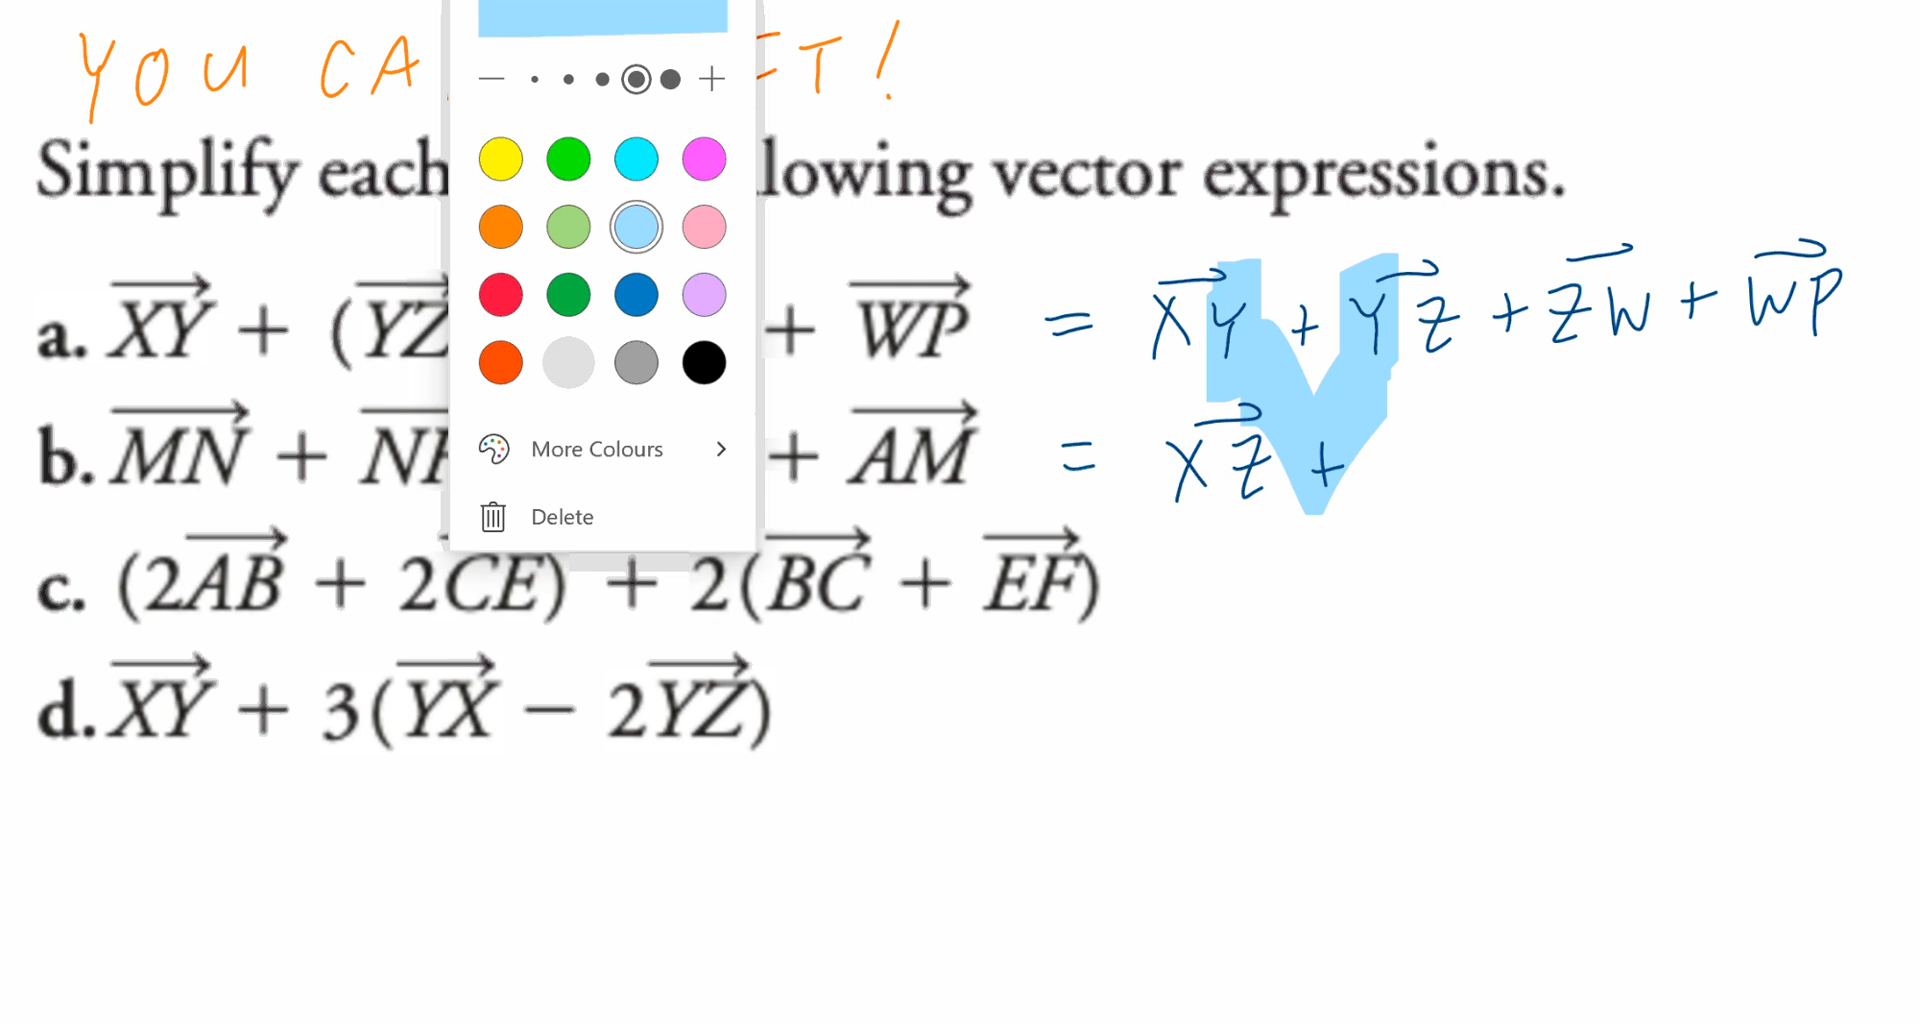 YOU CA T!
Simplify each lowing vector expressions.
a. XY + (YZ + WP = XY + YZ + ZW + WP
b. MN + + AM = XZ +
More Colours
Delete
c. (2AB + 2CE) + 2(BC + EF)
d. XY + 3(YX − 2YZ)